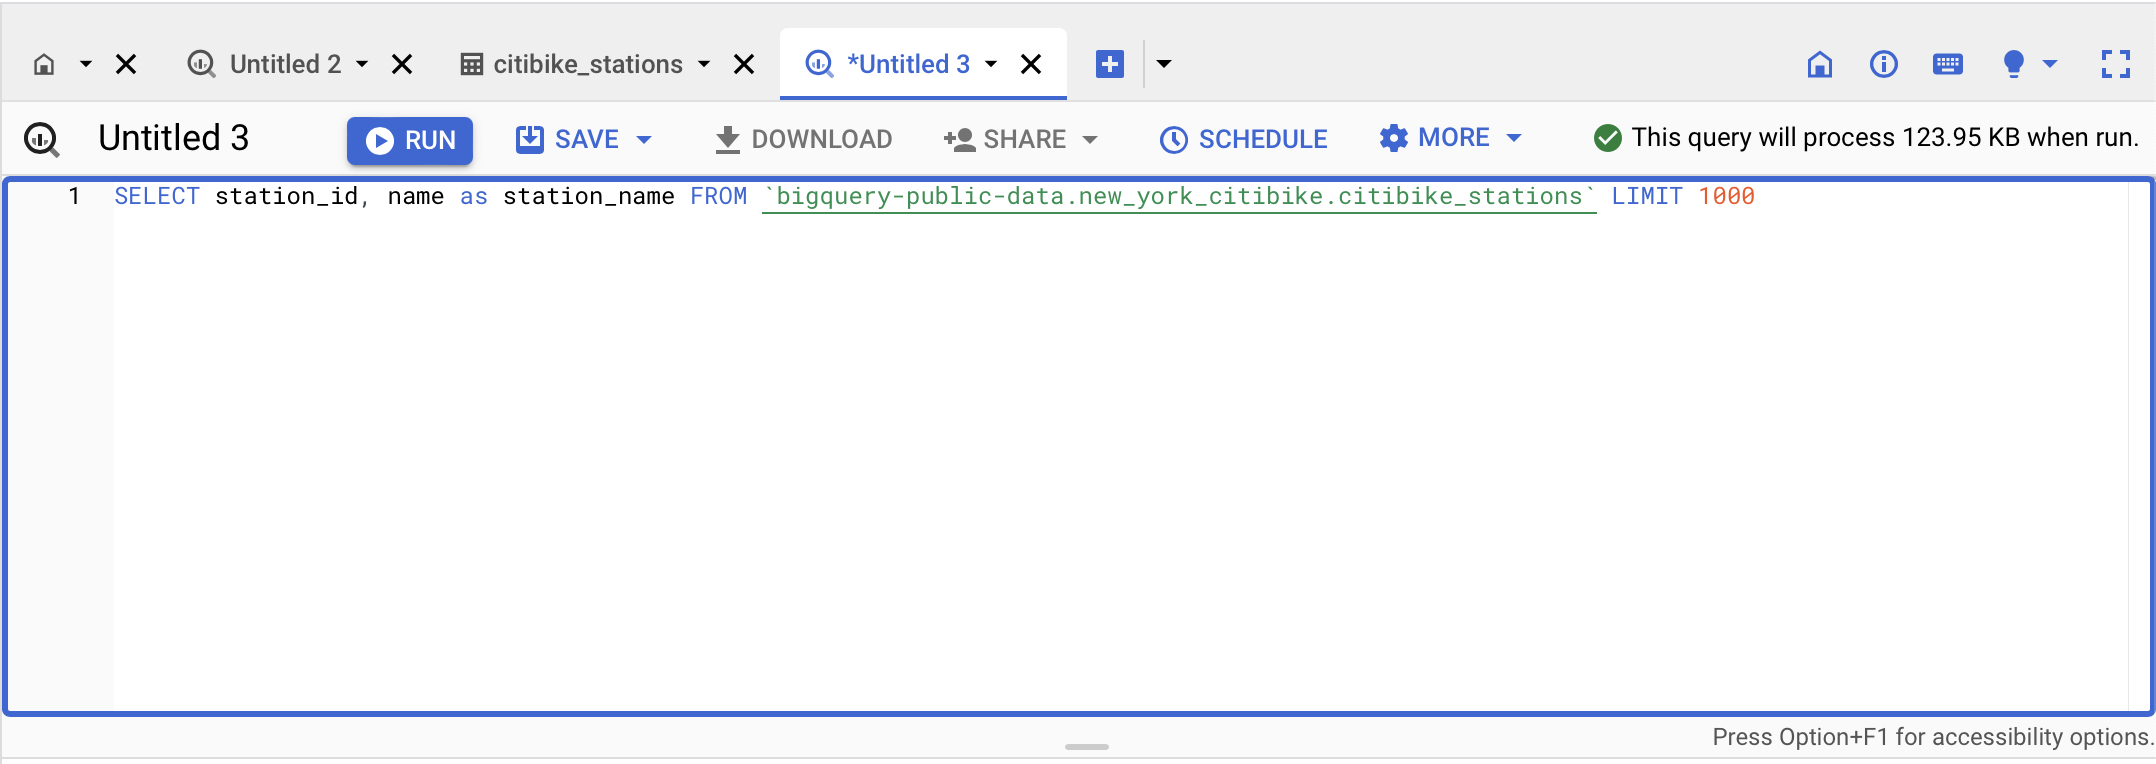 Untitled 2 citibike_stations *Untitled 3
Untitled 3 RUN SAVE DOWNLOAD SHARE SCHEDULE MORE This query will process 123.95 KB when run.
1 SELECT station_id, name as station_name FROM `bigquery-public-data.new_york_citibike.citibike_stations` LIMIT 1000
Press Option+F1 for accessibility options.